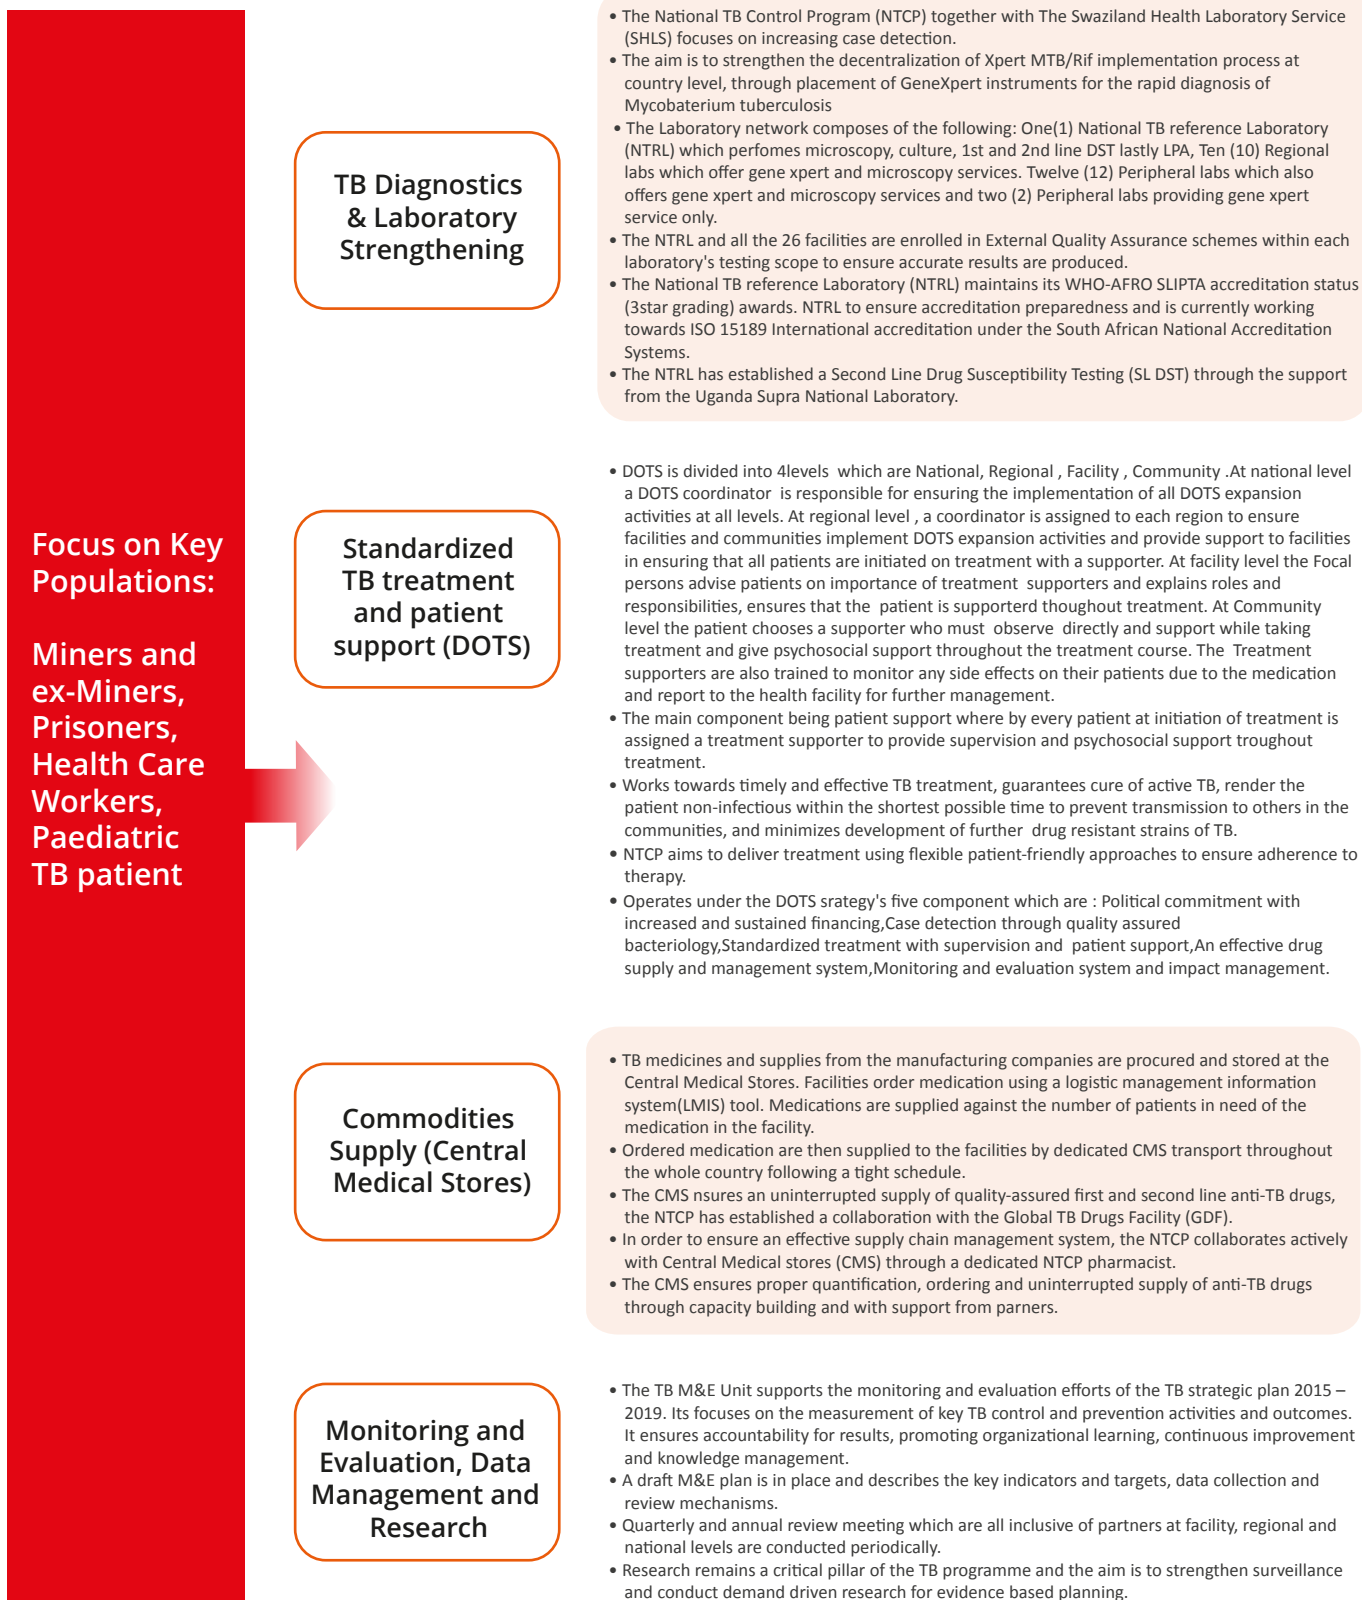 Focus on Key
Populations:
Miners and
ex-Miners,
Prisoners,
Health Care
Workers,
Paediatric
TB patient
TB Diagnostics
& Laboratory
Strengthening
• The National TB Control Program (NTCP) together with The Swaziland Health Laboratory Service
(SHLS) focuses on increasing case detection.
• The aim is to strengthen the decentralization of Xpert MTB/Rif implementation process at
country level, through placement of GeneXpert instruments for the rapid diagnosis of
Mycobaterium tuberculosis
• The Laboratory network composes of the following: One(1) National TB reference Laboratory
(NTRL) which perfomes microscopy, culture, 1st and 2nd line DST lastly LPA, Ten (10) Regional
labs which offer gene xpert and microscopy services. Twelve (12) Peripheral labs which also
offers gene xpert and microscopy services and two (2) Peripheral labs providing gene xpert
service only.
• The NTRL and all the 26 facilities are enrolled in External Quality Assurance schemes within each
laboratory's testing scope to ensure accurate results are produced.
• The National TB reference Laboratory (NTRL) maintains its WHO-AFRO SLIPTA accreditation status
(3star grading) awards. NTRL to ensure accreditation preparedness and is currently working
towards ISO 15189 International accreditation under the South African National Accreditation
Systems.
• The NTRL has established a Second Line Drug Susceptibility Testing (SL DST) through the support
from the Uganda Supra National Laboratory.
Standardized
TB treatment
and patient
support (DOTS)
• DOTS is divided into 4levels which are National, Regional , Facility , Community .At national level
a DOTS coordinator is responsible for ensuring the implementation of all DOTS expansion
activities at all levels. At regional level , a coordinator is assigned to each region to ensure
facilities and communities implement DOTS expansion activities and provide support to facilities
in ensuring that all patients are initiated on treatment with a supporter. At facility level the Focal
persons advise patients on importance of treatment supporters and explains roles and
responsibilities, ensures that the patient is supporterd thoughout treatment. At Community
level the patient chooses a supporter who must observe directly and support while taking
treatment and give psychosocial support throughout the treatment course. The Treatment
supporters are also trained to monitor any side effects on their patients due to the medication
and report to the health facility for further management.
• The main component being patient support where by every patient at initiation of treatment is
assigned a treatment supporter to provide supervision and psychosocial support troughout
treatment.
• Works towards timely and effective TB treatment, guarantees cure of active TB, render the
patient non-infectious within the shortest possible time to prevent transmission to others in the
communities, and minimizes development of further drug resistant strains of TB.
• NTCP aims to deliver treatment using flexible patient-friendly approaches to ensure adherence to
therapy.
• Operates under the DOTS srategy's five component which are : Political commitment with
increased and sustained financing,Case detection through quality assured
bacteriology,Standardized treatment with supervision and patient support,An effective drug
supply and management system,Monitoring and evaluation system and impact management.
Commodities
Supply (Central
Medical Stores)
• TB medicines and supplies from the manufacturing companies are procured and stored at the
Central Medical Stores. Facilities order medication using a logistic management information
system(LMIS) tool. Medications are supplied against the number of patients in need of the
medication in the facility.
• Ordered medication are then supplied to the facilities by dedicated CMS transport throughout
the whole country following a tight schedule.
• The CMS nsures an uninterrupted supply of quality-assured first and second line anti-TB drugs,
the NTCP has established a collaboration with the Global TB Drugs Facility (GDF).
• In order to ensure an effective supply chain management system, the NTCP collaborates actively
with Central Medical stores (CMS) through a dedicated NTCP pharmacist.
• The CMS ensures proper quantification, ordering and uninterrupted supply of anti-TB drugs
through capacity building and with support from parners.
Monitoring and
Evaluation, Data
Management and
Research
• The TB M&E Unit supports the monitoring and evaluation efforts of the TB strategic plan 2015 –
2019. Its focuses on the measurement of key TB control and prevention activities and outcomes.
It ensures accountability for results, promoting organizational learning, continuous improvement
and knowledge management.
• A draft M&E plan is in place and describes the key indicators and targets, data collection and
review mechanisms.
• Quarterly and annual review meeting which are all inclusive of partners at facility, regional and
national levels are conducted periodically.
• Research remains a critical pillar of the TB programme and the aim is to strengthen surveillance
and conduct demand driven research for evidence based planning.